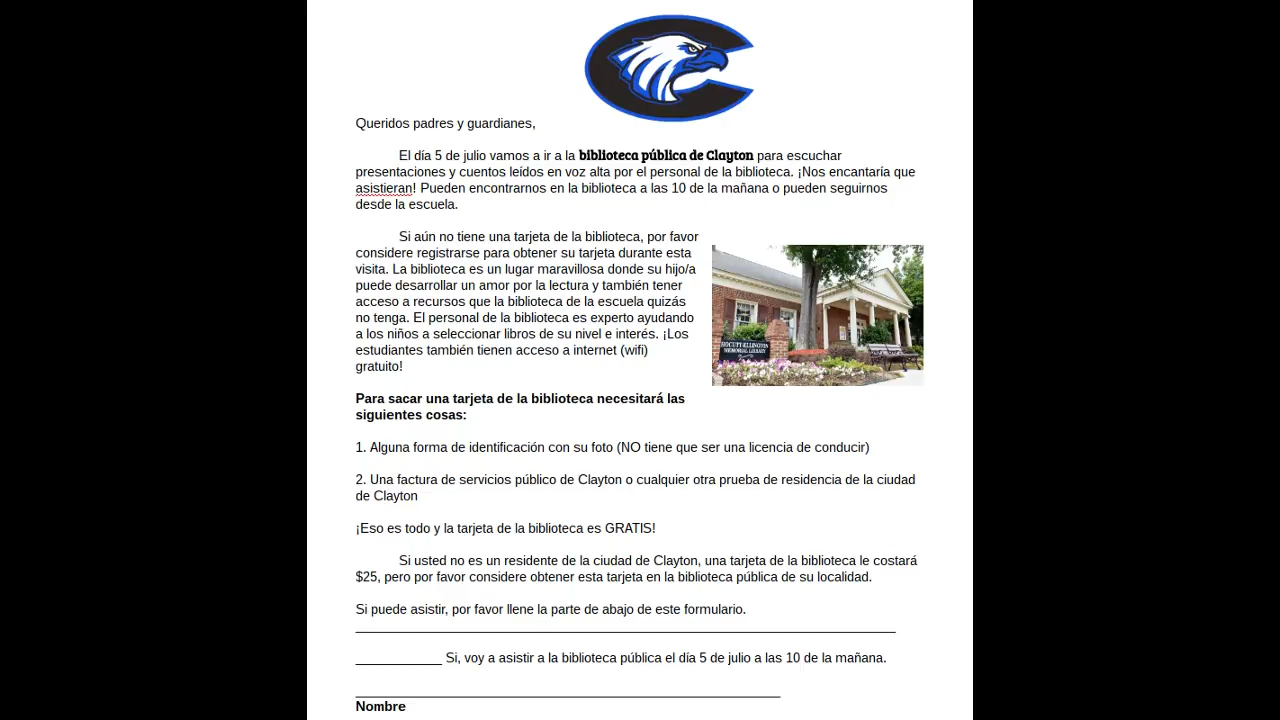 Queridos padres y guardianes,
El día 5 de julio vamos a ir a la biblioteca pública de Clayton para escuchar
presentaciones y cuentos leídos en voz alta por el personal de la biblioteca. ¡Nos encantaría que
asistieran! Pueden encontrarnos en la biblioteca a las 10 de la mañana o pueden seguirnos
desde la escuela.
Si aún no tiene una tarjeta de la biblioteca, por favor
considere registrarse para obtener su tarjeta durante esta
visita. La biblioteca es un lugar maravillosa donde su hijo/a
puede desarrollar un amor por la lectura y también tener
acceso a recursos que la biblioteca de la escuela quizás
no tenga. El personal de la biblioteca es experto ayudando
a los niños a seleccionar libros de su nivel e interés. ¡Los
estudiantes también tienen acceso a internet (wifi)
gratuito!
HOCUTT-ELLINGTON
MEMORIAL LIBRARY
Para sacar una tarjeta de la biblioteca necesitará las
siguientes cosas:
1. Alguna forma de identificación con su foto (NO tiene que ser una licencia de conducir)
2. Una factura de servicios público de Clayton o cualquier otra prueba de residencia de la ciudad
de Clayton
¡Eso es todo y la tarjeta de la biblioteca es GRATIS!
Si usted no es un residente de la ciudad de Clayton, una tarjeta de la biblioteca le costará
$25, pero por favor considere obtener esta tarjeta en la biblioteca pública de su localidad.
Si puede asistir, por favor llene la parte de abajo de este formulario.
Si, voy a asistir a la biblioteca pública el día 5 de julio a las 10 de la mañana.
Nombre